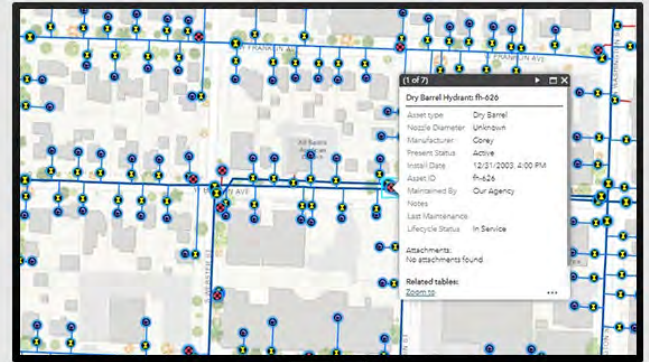 (1 of 7)
Dry Barrel Hydrant: fh-626
Asset type Dry Barrel
Nozzle Diameter Unknown
Manufacturer Corey
Present Status Active
Install Date 12/31/2003, 4:00 PM
Asset ID fh-626
Maintained By Our Agency
Notes
Last Maintenance
Lifecycle Status In Service
Attachments:
No attachments found
Related tables:
Zoom to